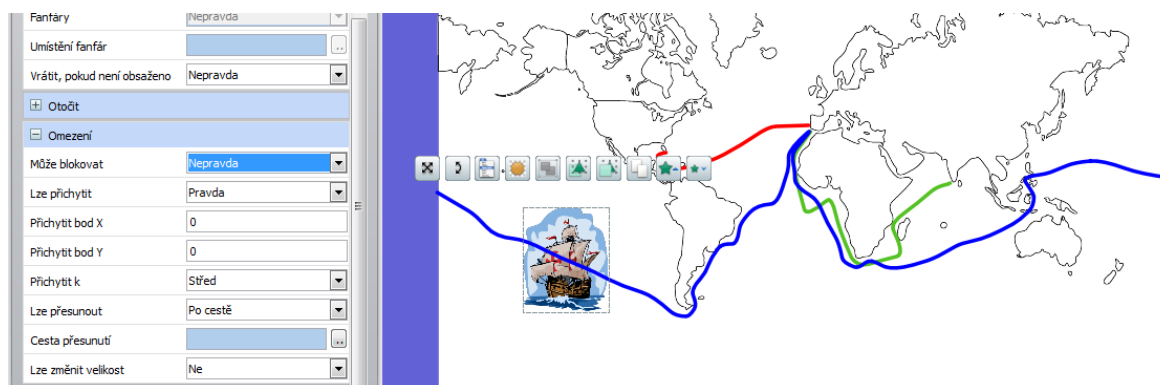 Fanfáry Nepravda
Umístění fanfár ..
Vrátit, pokud není obsaženo Nepravda
Otočit
Omezení
Může blokovat Nepravda
Lze přichytit Pravda
Přichytit bod X 0
Přichytit bod Y 0
Přichytit k Střed
Lze přesunout Po cestě
Cesta přesunutí ..
Lze změnit velikost Ne